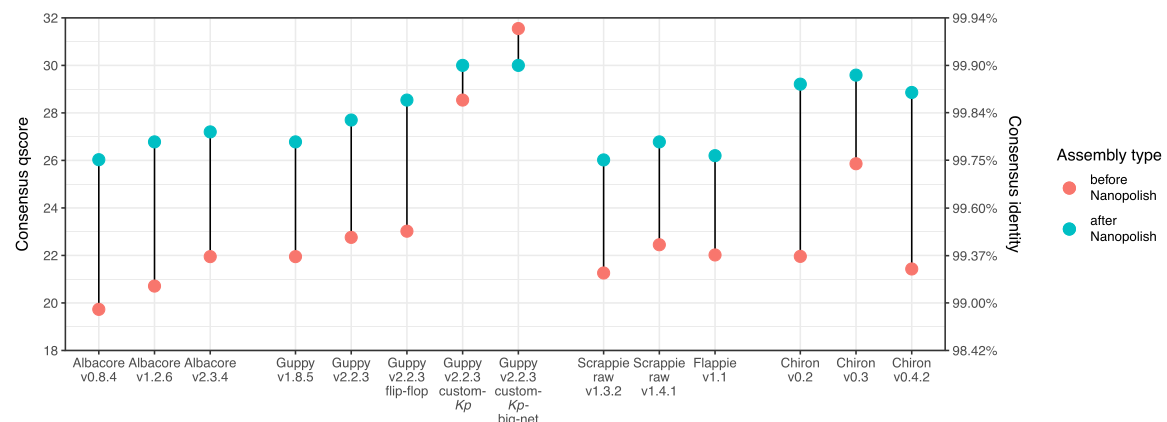 32
30
28
26
24
22
20
18
Consensus qscore
99.94%
99.90%
99.84%
99.75%
99.60%
99.37%
99.00%
98.42%
Consensus identity
Albacore
v0.8.4
Albacore
v1.2.6
Albacore
v2.3.4
Guppy
v1.8.5
Guppy
v2.2.3
Guppy
v2.2.3
flip-flop
Guppy
v2.2.3
custom-
Kp
Guppy
v2.2.3
custom-
Kp-
big-net
Scrappie
raw
v1.3.2
Scrappie
raw
v1.4.1
Flappie
v1.1
Chiron
v0.2
Chiron
v0.3
Chiron
v0.4.2
Assembly type
before
Nanopolish
after
Nanopolish